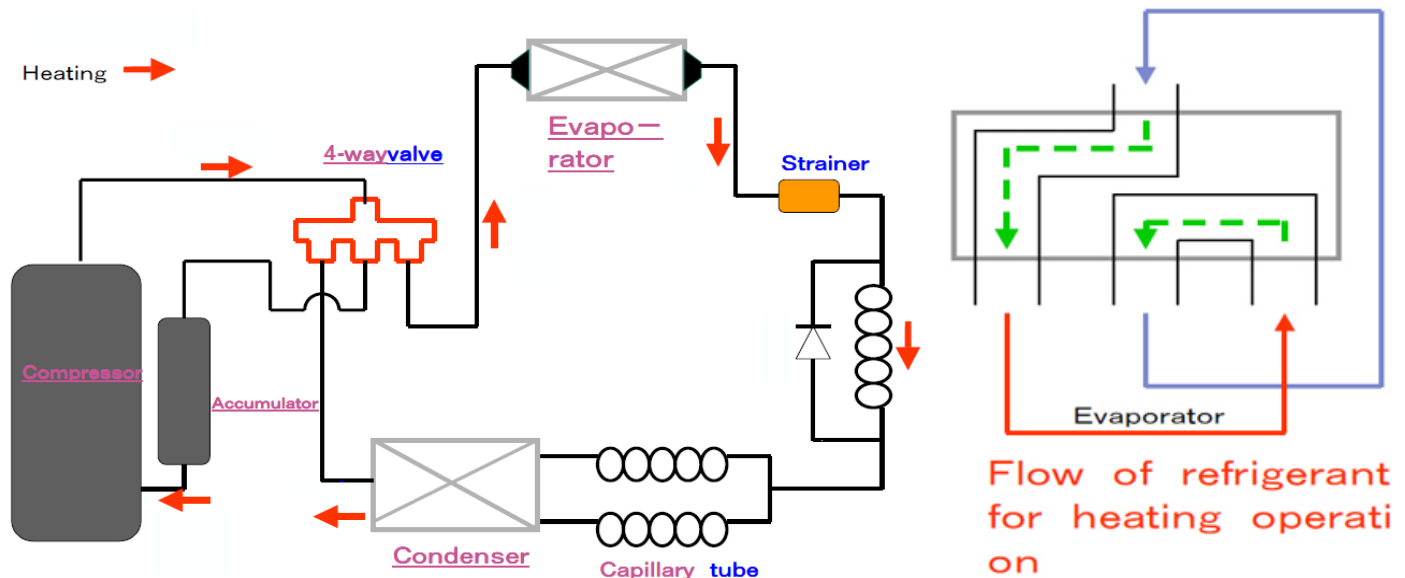 Heating
Evapo-
rator
4-wayvalve
Strainer
Compressor
Accumulator
Condenser
Capillary tube
Evaporator
Flow of refrigerant
for heating operati
on